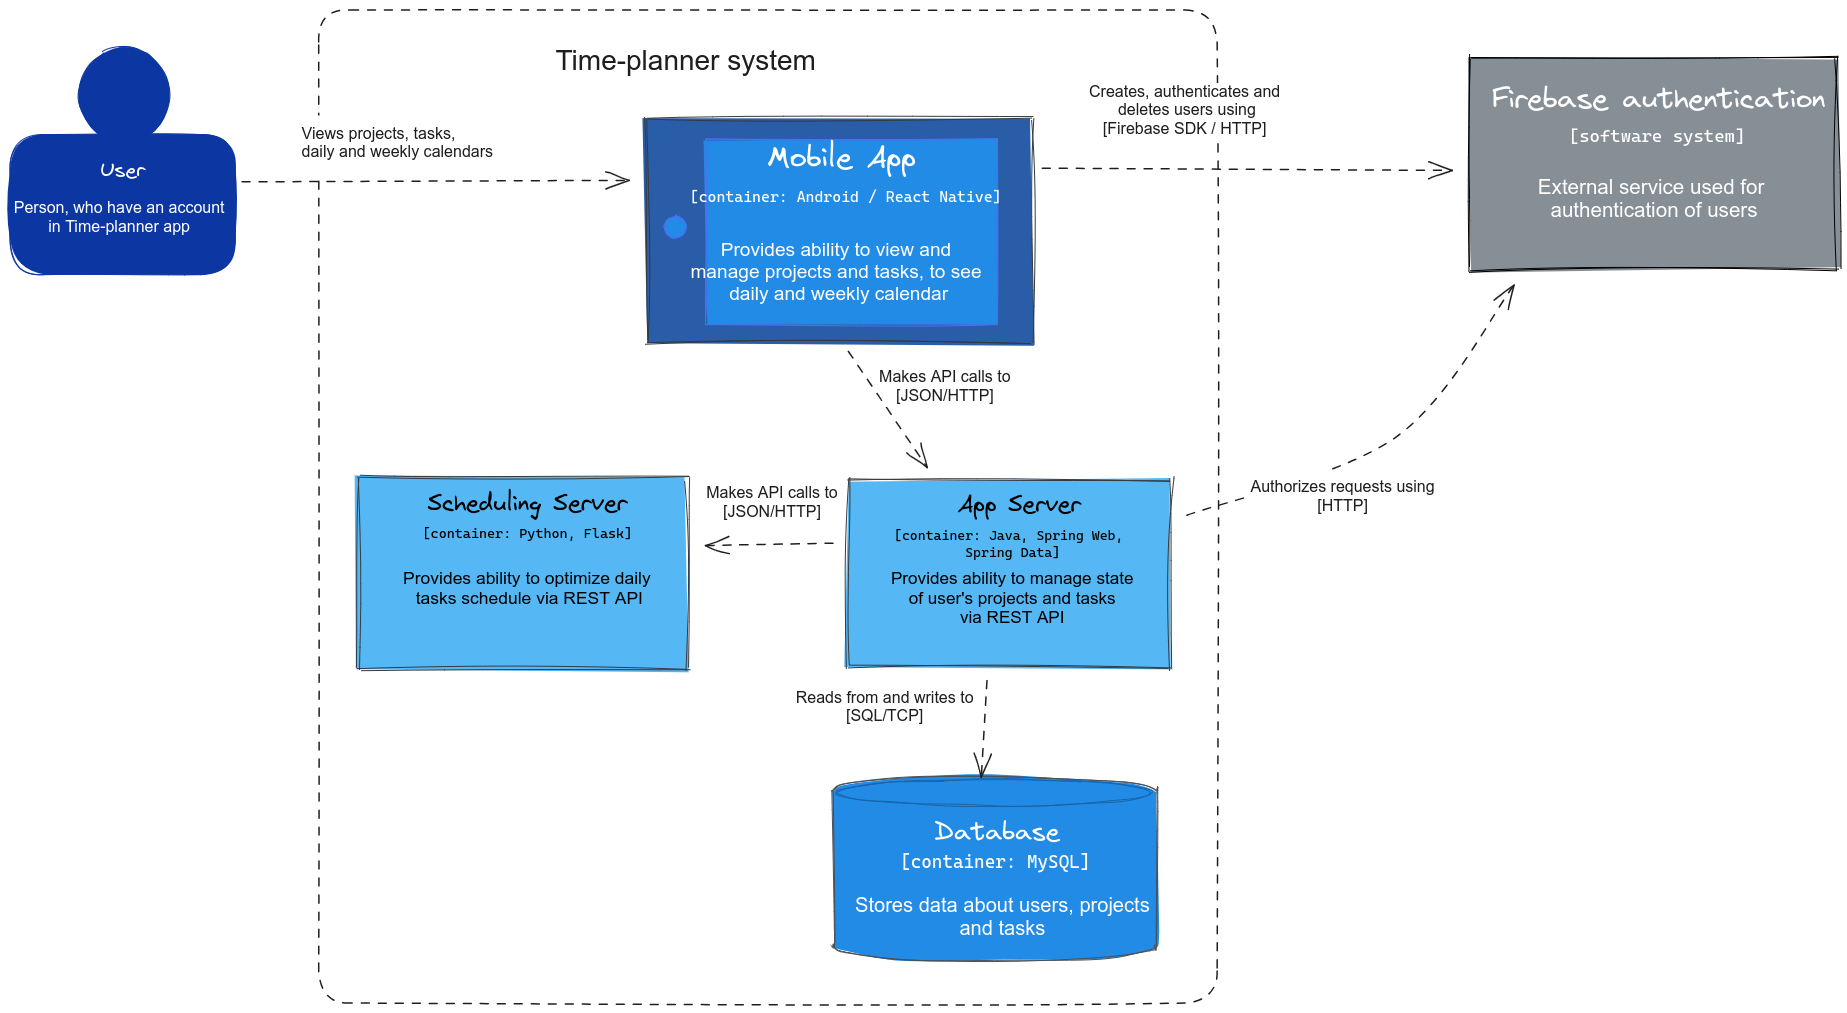 Time-planner system
User
Person, who have an account
in Time-planner app
Views projects, tasks,
daily and weekly calendars
Mobile App
[container: Android / React Native]
Provides ability to view and
manage projects and tasks, to see
daily and weekly calendar
Creates, authenticates and
deletes users using
[Firebase SDK / HTTP]
Firebase authentication
[software system]
External service used for
authentication of users
Makes API calls to
[JSON/HTTP]
Scheduling Server
[container: Python, Flask]
Provides ability to optimize daily
tasks schedule via REST API
Makes API calls to
[JSON/HTTP]
App Server
[container: Java, Spring Web,
Spring Data]
Provides ability to manage state
of user's projects and tasks
via REST API
Authorizes requests using
[HTTP]
Reads from and writes to
[SQL/TCP]
Database
[container: MySQL]
Stores data about users, projects
and tasks